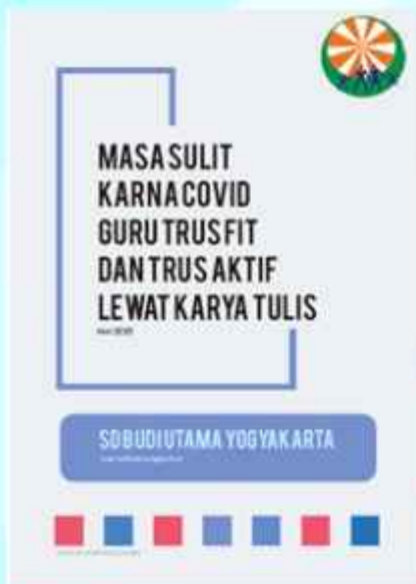 MASA SULIT
KARNA COVID
GURU TRUS FIT
DAN TRUS AKTIF
LEWAT KARYA TULIS
SD BUDI UTAMA YOGYAKARTA